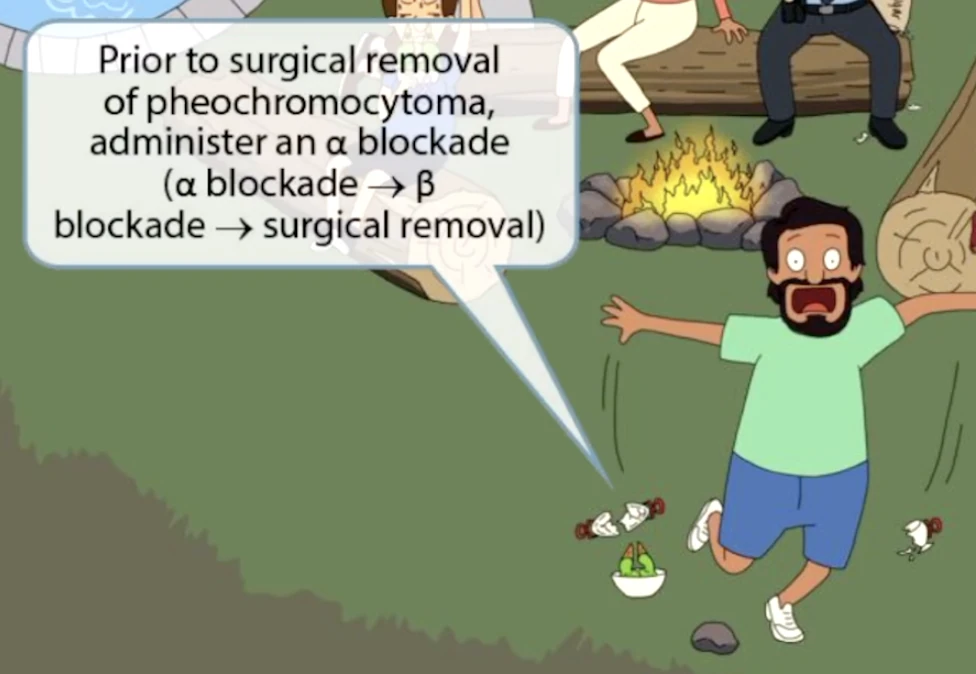 Prior to surgical removal
of pheochromocytoma,
administer an α blockade
(α blockade → β
blockade → surgical removal)